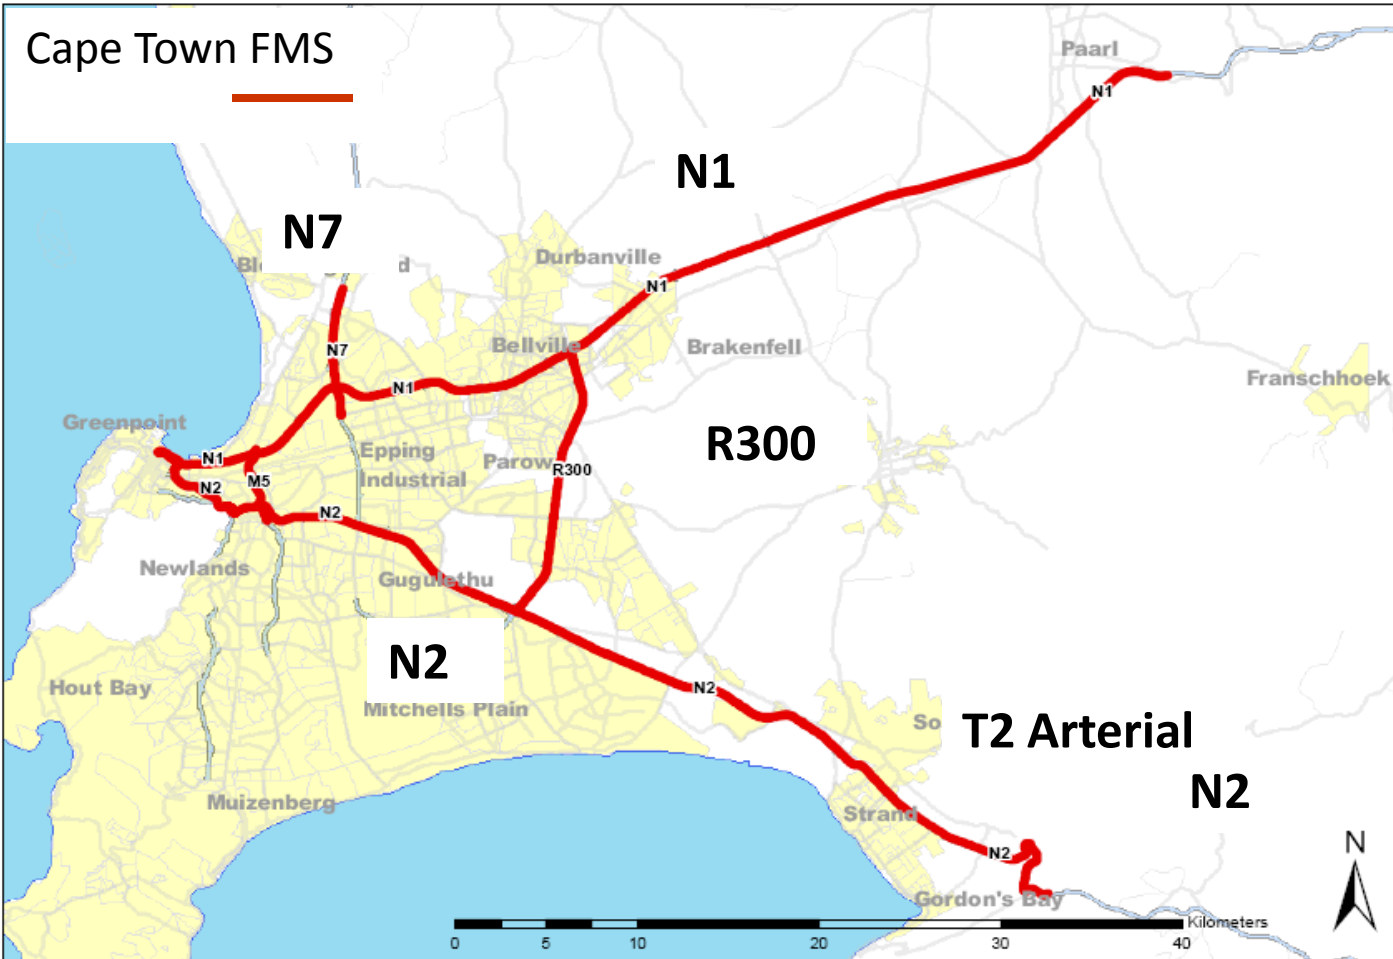 Cape Town FMS
Paarl
N1
N1
N7
Durbanville
N1
N7
Bellville
Brakenfell
Franschhoek
N1
Greenpoint
R300
Epping
Industrial
Parow
N1
R300
M5
N2
N2
Newlands
Gugulethu
N2
Hout Bay
N2
Mitchells Plain
So
T2 Arterial
N2
Muizenberg
Strand
N2
N
Gordon's Bay
Kilometers
0 5 10 20 30 40